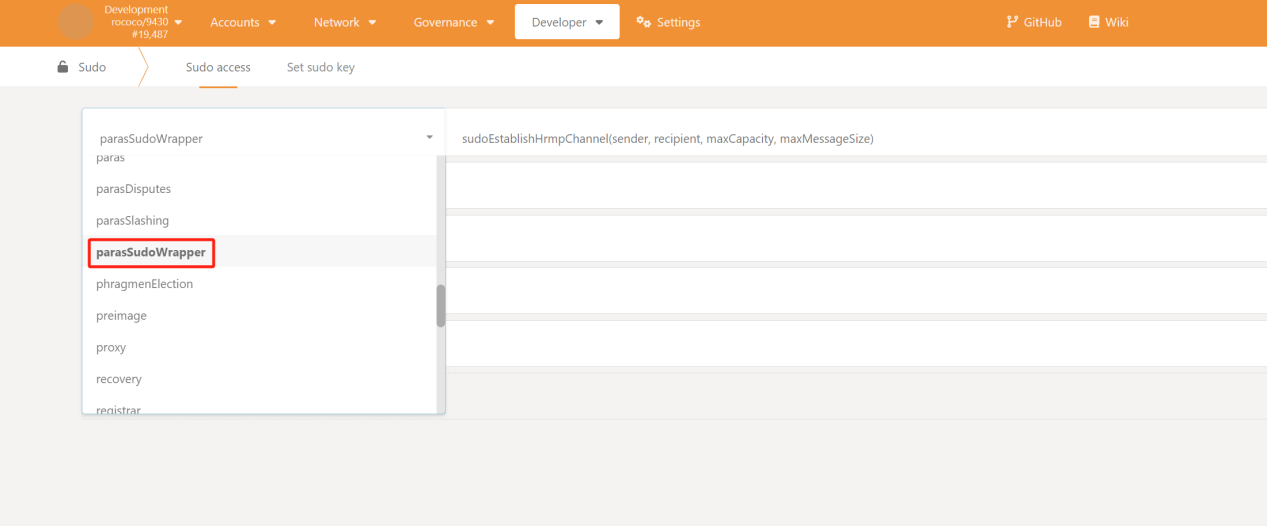 Development
rococo/9430
#19,487
Accounts
Network
Governance
Developer
Settings
GitHub
Wiki
Sudo
Sudo access
Set sudo key
parasSudoWrapper
sudoEstablishHrmpChannel(sender, recipient, maxCapacity, maxMessageSize)
paras
parasDisputes
parasSlashing
parasSudoWrapper
phragmenElection
preimage
proxy
recovery
registrar